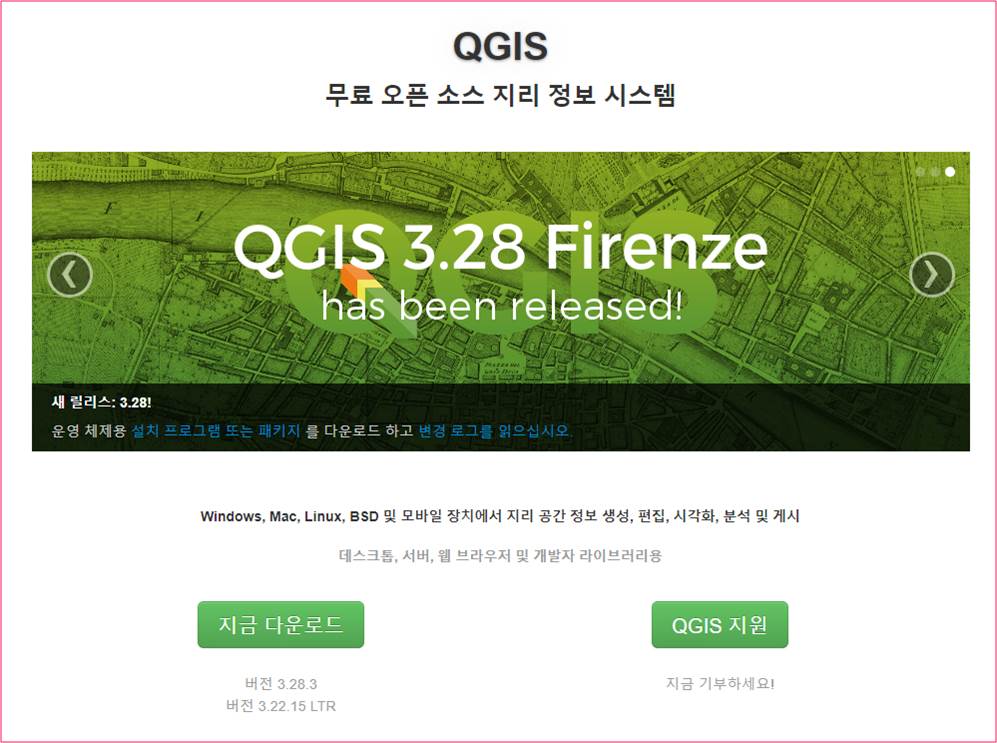 QGIS
무료 오픈 소스 지리 정보 시스템
QGIS 3.28 Firenze
has been released!
새 릴리스: 3.28!
운영 체제용 설치 프로그램 또는 패키지 를 다운로드 하고 변경 로그를 읽으십시오.
Windows, Mac, Linux, BSD 및 모바일 장치에서 지리 공간 정보 생성, 편집, 시각화, 분석 및 게시
데스크톱, 서버, 웹 브라우저 및 개발자 라이브러리용
지금 다운로드
버전 3.28.3
버전 3.22.15 LTR
QGIS 지원
지금 기부하세요!